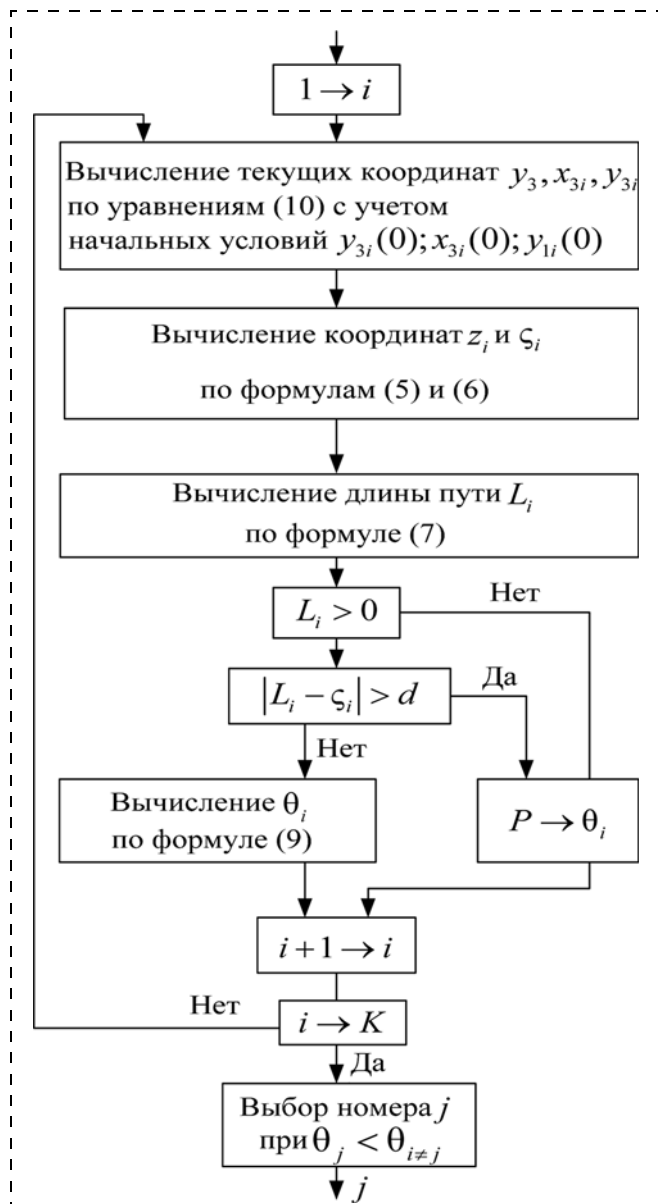 1 → i
Вычисление текущих координат y₃, x₃ᵢ, y₃ᵢ
по уравнениям (10) с учетом
начальных условий y₃ᵢ(0); x₃ᵢ(0); y₁ᵢ(0)
Вычисление координат zᵢ и ςᵢ
по формулам (5) и (6)
Вычисление длины пути Lᵢ
по формуле (7)
Lᵢ > 0
Нет
|Lᵢ − ςᵢ| > d
Да
Нет
Вычисление θᵢ
по формуле (9)
P → θᵢ
i + 1 → i
Нет
i → K
Да
Выбор номера j
при θⱼ < θᵢ≠ⱼ
j